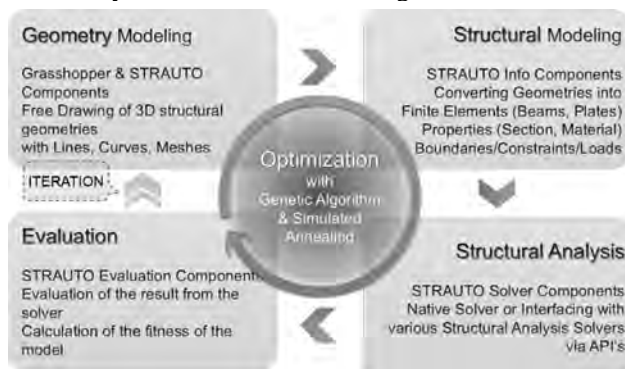 Geometry Modeling
Grasshopper & STRAUTO
Components
Free Drawing of 3D structural
geometries
with Lines, Curves, Meshes
Structural Modeling
STRAUTO Info Components
Converting Geometries into
Finite Elements (Beams, Plates)
Properties (Section, Material)
Boundaries/Constraints/Loads
Optimization
with
Genetic Algorithm
& Simulated
Annealing
ITERATION
Evaluation
STRAUTO Evaluation Component
Evaluation of the result from the
solver
Calculation of the fitness of the
model
Structural Analysis
STRAUTO Solver Components
Native Solver or Interfacing with
various Structural Analysis Solvers
via API's